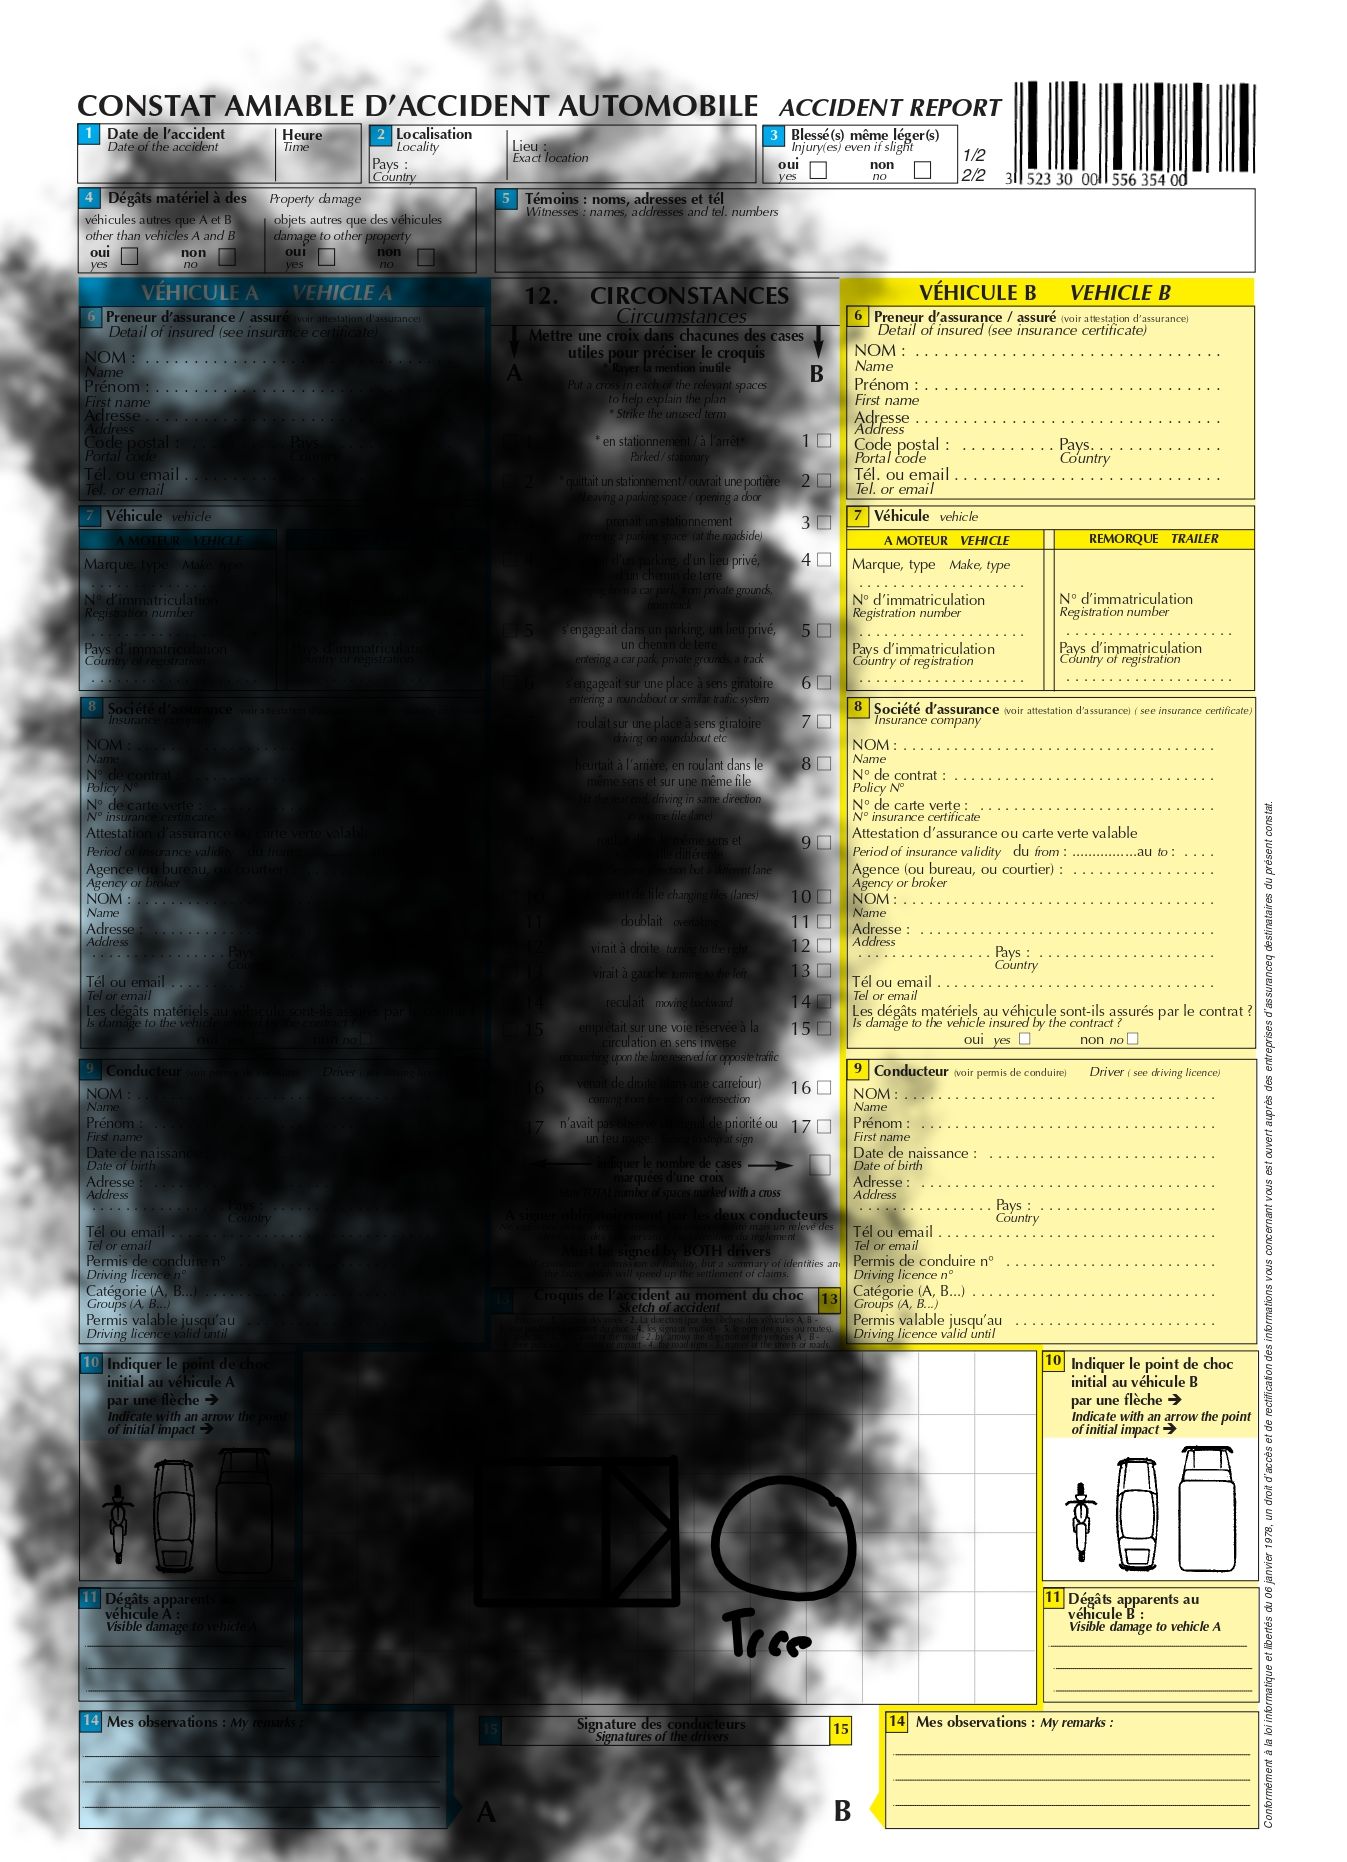 CONSTAT AMIABLE D'ACCIDENT AUTOMOBILE ACCIDENT REPORT
1 Date de l'accident
Date of the accident
Heure
Time
2 Localisation
Locality
Pays :
Country
Lieu :
Exact location
3 Blessé(s) même léger(s)
Injury(es) even if slight
oui non
yes no
1/2
2/2
3 523 30 00 556 354 00
4 Dégâts matériel à des Property damage
véhicules autres que A et B
other than vehicles A and B
oui non
yes no
objets autres que des véhicules
damage to other property
oui non
yes no
5 Témoins : noms, adresses et tél
Witnesses : names, addresses and tel. numbers
VÉHICULE A VEHICLE A
6 Preneur d'assurance / assuré (voir attestation d'assurance)
Detail of insured (see insurance certificate)
NOM :
Name
Prénom :
First name
Adresse
Address
Code postal : Pays
Portal code Country
Tél. ou email
Tel. or email
7 Véhicule vehicle
A MOTEUR VEHICLE
Marque, type Make, type
N° d'immatriculation
Registration number
Pays d'immatriculation
Country of registration
Pays d'immatriculation
Country of registration
8 Société d'assurance
Insurance company
NOM :
Name
N° de contrat :
Policy N°
N° de carte verte :
N° insurance certificate
Attestation d'assurance ou carte verte valable
Period of insurance validity du from
Agence (ou bureau, ou courtier) :
Agency or broker
NOM :
Name
Adresse :
Address
Pays
Tél ou email
Tel or email
Les dégâts matériels au véhicule sont-ils assurés par le contrat
Is damage to the vehicle insured by the contract ?
oui non no
9 Conducteur (voir permis de conduire) Driver
NOM :
Name
Prénom :
First name
Date de naissance :
Date of birth
Adresse :
Address
Pays :
Country
Tél ou email
Tel or email
Permis de conduire n°
Driving licence n°
Catégorie (A, B...)
Groups (A, B...)
Permis valable jusqu'au
Driving licence valid until
10 Indiquer le point de choc
initial au véhicule A
par une flèche ➔
Indicate with an arrow the point
of initial impact ➔
11 Dégâts apparents au
véhicule A :
Visible damage to vehicle A
14 Mes observations : My remarks :
12. CIRCONSTANCES
Circumstances
Mettre une croix dans chacunes des cases
utiles pour préciser le croquis
* Rayer la mention inutile
A B
Put a cross in each of the relevant spaces
to help explain the plan
* Strike the unused term
* en stationnement / à l'arrêt* 1
Parked / stationary
2 * quittait un stationnement / ouvrait une portière 2
Leaving a parking space / opening a door
prenait un stationnement 3
entering a parking space (at the roadside)
d'un parking, d'un lieu privé, 4
d'un chemin de terre
from a car park, from private grounds,
5 s'engageait dans un parking, un lieu privé, 5
un chemin de terre
entering a car park, private grounds, a track
6 s'engageait sur une place à sens giratoire 6
entering a roundabout or similar traffic system
roulait sur une place à sens giratoire 7
driving on roundabout etc
heurtait à l'arrière, en roulant dans le 8
même sens et sur une même file
the rear end, driving in same direction
même sens et 9
différente
direction but a different lane
10 de file changing files (lanes) 10
11 doublait overtaking 11
12 virait à droite turning to the right 12
13 virait à gauche turning to the left 13
14 reculait moving backward 14
15 empiétait sur une voie réservée à la 15
circulation en sens inverse
encroaching upon the lane reserved for opposite traffic
16 venait de droite (dans une carrefour) 16
coming from the right on intersection
17 n'avait pas observé signal de priorité ou 17
un feu rouge
indiquer le nombre de cases
marquées d'une croix
TOTAL number of spaces marked with a cross
A signer obligatoirement par les deux conducteurs
Must be signed by BOTH drivers
admission of liability, but a summary of identities and
which will speed up the settlement of claims.
13 Croquis de l'accident au moment du choc 13
Sketch of accident
Tree
15 Signature des conducteurs 15
Signatures of the drivers
A B
VÉHICULE B VEHICLE B
6 Preneur d'assurance / assuré (voir attestation d'assurance)
Detail of insured (see insurance certificate)
NOM :
Name
Prénom :
First name
Adresse
Address
Code postal : Pays.
Portal code Country
Tél. ou email
Tel. or email
7 Véhicule vehicle
A MOTEUR VEHICLE REMORQUE TRAILER
Marque, type Make, type
N° d'immatriculation
Registration number
Pays d'immatriculation
Country of registration
N° d'immatriculation
Registration number
Pays d'immatriculation
Country of registration
8 Société d'assurance (voir attestation d'assurance) ( see insurance certificate)
Insurance company
NOM :
Name
N° de contrat :
Policy N°
N° de carte verte :
N° insurance certificate
Attestation d'assurance ou carte verte valable
Period of insurance validity du from : .................au to : . . . .
Agence (ou bureau, ou courtier) :
Agency or broker
NOM :
Name
Adresse :
Address
Pays :
Country
Tél ou email
Tel or email
Les dégâts matériels au véhicule sont-ils assurés par le contrat ?
Is damage to the vehicle insured by the contract ?
oui yes non no
9 Conducteur (voir permis de conduire) Driver ( see driving licence)
NOM :
Name
Prénom :
First name
Date de naissance :
Date of birth
Adresse :
Address
Pays :
Country
Tél ou email
Tel or email
Permis de conduire n°
Driving licence n°
Catégorie (A, B...)
Groups (A, B...)
Permis valable jusqu'au
Driving licence valid until
10 Indiquer le point de choc
initial au véhicule B
par une flèche ➔
Indicate with an arrow the point
of initial impact ➔
11 Dégâts apparents au
véhicule B :
Visible damage to vehicle A
14 Mes observations : My remarks :
Conformément à la loi informatique et libertés du 06 janvier 1978, un droit d'accès et de rectification des informations vous concernant vous est ouvert auprès des entreprises d'assuranceq destinataires du présent constat.